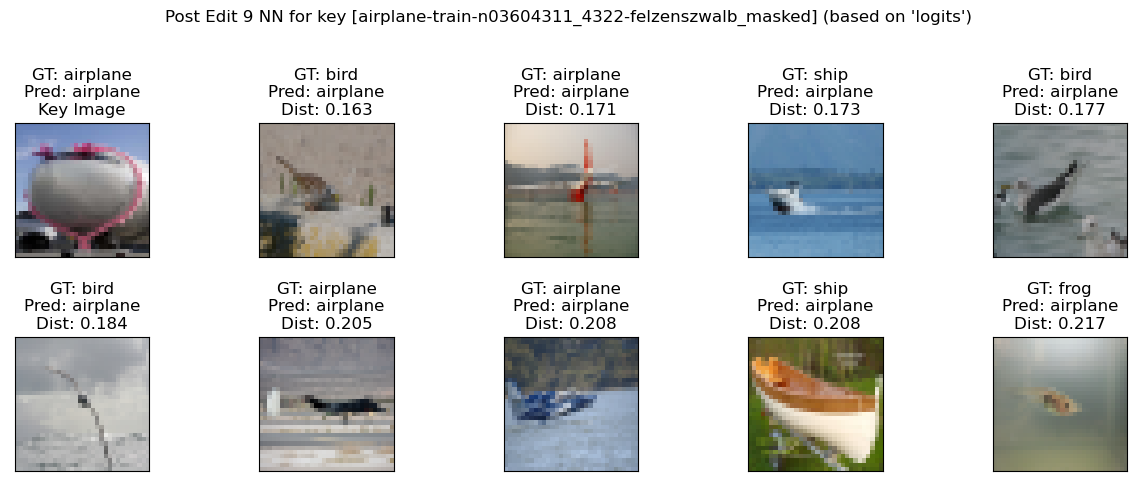 Post Edit 9 NN for key [airplane-train-n03604311_4322-felzenszwalb_masked] (based on 'logits')
GT: airplane
Pred: airplane
Key Image
GT: bird
Pred: airplane
Dist: 0.163
GT: airplane
Pred: airplane
Dist: 0.171
GT: ship
Pred: airplane
Dist: 0.173
GT: bird
Pred: airplane
Dist: 0.177
GT: bird
Pred: airplane
Dist: 0.184
GT: airplane
Pred: airplane
Dist: 0.205
GT: airplane
Pred: airplane
Dist: 0.208
GT: ship
Pred: airplane
Dist: 0.208
GT: frog
Pred: airplane
Dist: 0.217